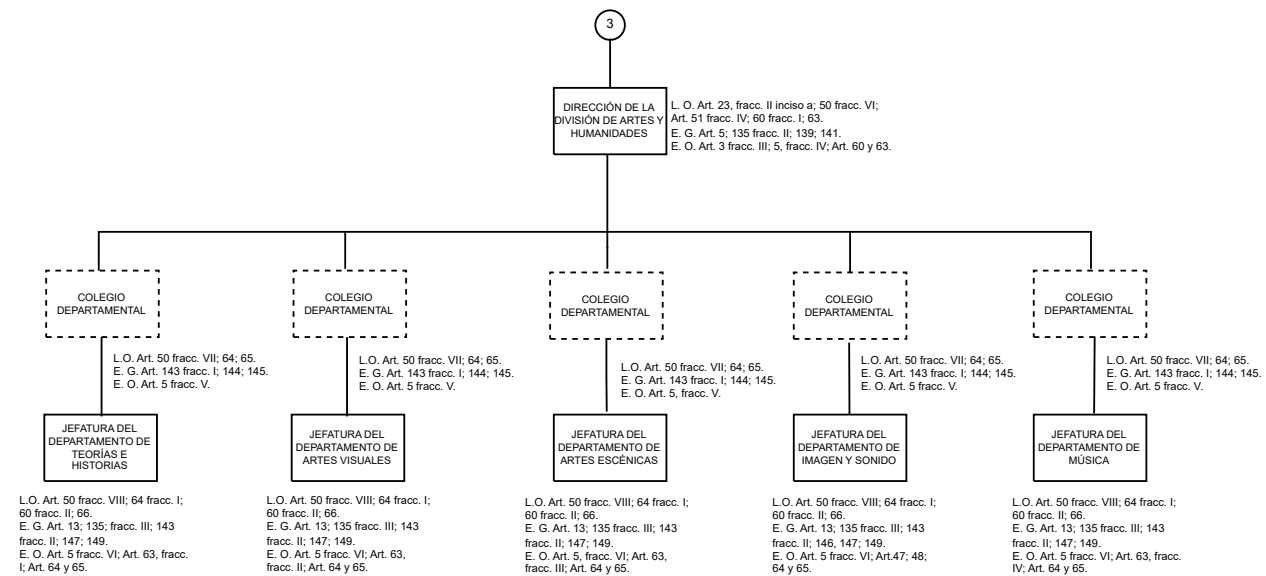 3
DIRECCIÓN DE LA
DIVISIÓN DE ARTES Y
HUMANIDADES
L. O. Art. 23, fracc. II inciso a; 50 fracc. VI;
Art. 51 fracc. IV; 60 fracc. I; 63.
E. G. Art. 5; 135 fracc. II; 139; 141.
E. O. Art. 3 fracc. III; 5, fracc. IV; Art. 60 y 63.
COLEGIO
DEPARTAMENTAL
COLEGIO
DEPARTAMENTAL
COLEGIO
DEPARTAMENTAL
COLEGIO
DEPARTAMENTAL
COLEGIO
DEPARTAMENTAL
L.O. Art. 50 fracc. VII; 64; 65.
E. G. Art. 143 fracc. I; 144; 145.
E. O. Art. 5 fracc. V.
L.O. Art. 50 fracc. VII; 64; 65.
E. G. Art. 143 fracc. I; 144; 145.
E. O. Art. 5 fracc. V.
L.O. Art. 50 fracc. VII; 64; 65.
E. G. Art. 143 fracc. I; 144; 145.
E. O. Art. 5, fracc. V.
L.O. Art. 50 fracc. VII; 64; 65.
E. G. Art. 143 fracc. I; 144; 145.
E. O. Art. 5 fracc. V.
L.O. Art. 50 fracc. VII; 64; 65.
E. G. Art. 143 fracc. I; 144; 145.
E. O. Art. 5 fracc. V.
JEFATURA DEL
DEPARTAMENTO DE
TEORÍAS E
HISTORIAS
JEFATURA DEL
DEPARTAMENTO DE
ARTES VISUALES
JEFATURA DEL
DEPARTAMENTO DE
ARTES ESCÉNICAS
JEFATURA DEL
DEPARTAMENTO DE
IMAGEN Y SONIDO
JEFATURA DEL
DEPARTAMENTO DE
MÚSICA
L.O. Art. 50 fracc. VIII; 64 fracc. I;
60 fracc. II; 66.
E. G. Art. 13; 135; fracc. III; 143
fracc. II; 147; 149.
E. O. Art. 5 fracc. VI; Art. 63, fracc.
I; Art. 64 y 65.
L.O. Art. 50 fracc. VIII; 64 fracc. I;
60 fracc. II; 66.
E. G. Art. 13; 135 fracc. III; 143
fracc. II; 147; 149.
E. O. Art. 5 fracc. VI; Art. 63,
fracc. II; Art. 64 y 65.
L.O. Art. 50 fracc. VIII; 64 fracc. I;
60 fracc. II; 66.
E. G. Art. 13; 135 fracc. III; 143
fracc. II; 147; 149.
E. O. Art. 5, fracc. VI; Art. 63,
fracc. III; Art. 64 y 65.
L.O. Art. 50 fracc. VIII; 64 fracc. I;
60 fracc. II; 66.
E. G. Art. 13; 135 fracc. III; 143
fracc. II; 146, 147; 149.
E. O. Art. 5 fracc. VI; Art.47; 48;
64 y 65.
L.O. Art. 50 fracc. VIII; 64 fracc. I;
60 fracc. II; 66.
E. G. Art. 13; 135 fracc. III; 143
fracc. II; 147; 149.
E. O. Art. 5 fracc. VI; Art. 63, fracc.
IV; Art. 64 y 65.